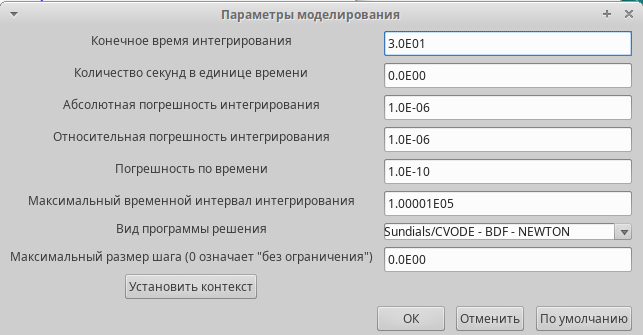 Параметры моделирования
Конечное время интегрирования 3.0E01
Количество секунд в единице времени 0.0E00
Абсолютная погрешность интегрирования 1.0E-06
Относительная погрешность интегрирования 1.0E-06
Погрешность по времени 1.0E-10
Максимальный временной интервал интегрирования 1.00001E05
Вид программы решения Sundials/CVODE - BDF - NEWTON
Максимальный размер шага (0 означает "без ограничения") 0.0E00
Установить контекст
ОК Отменить По умолчанию